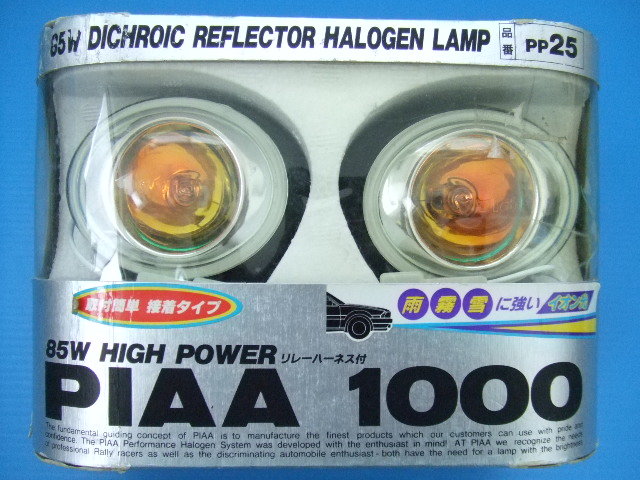 85W DICHROIC REFLECTOR HALOGEN LAMP 品番 PP25
取付簡単 接着タイプ
雨 霧 雪 に強い イオン
85W HIGH POWER リレーハーネス付
PIAA 1000
The fundamental guiding concept of PIAA is to manufacture the finest products which our customers can use with pride and
confidence. The PIAA Performance Halogen System was developed with the enthusiast in mind! AT PIAA we recognize the needs
of professional Rally racers as well as the discriminating automobile enthusiast - both have the need for a lamp with the brightness